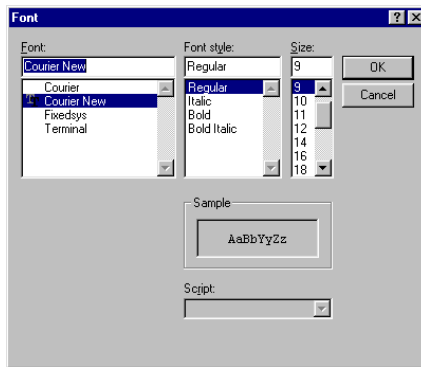 Font
Font: Font style: Size:
Courier New Regular 9 OK
Courier Regular 9 Cancel
Courier New Italic 10
Fixedsys Bold 11
Terminal Bold Italic 12
14
16
18
Sample
AaBbYyZz
Script: